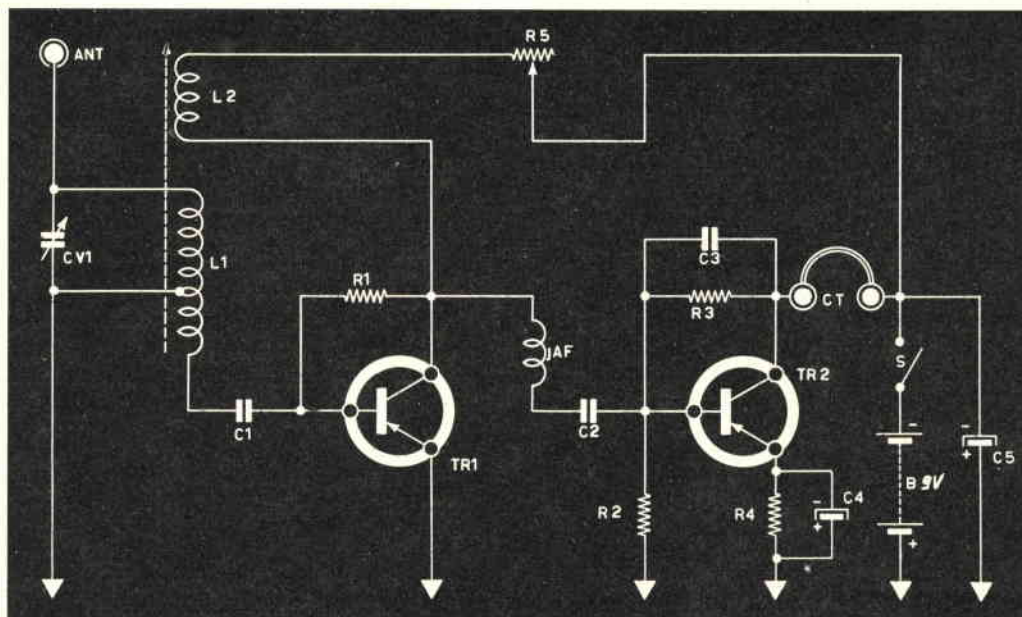 ANT
R5
L2
CV1
L1
R1
C3
R3
CT
JAF
S
TR2
C1
C2
TR1
-
+
C5
B 9V
R2
R4
-
+
C4
-
+